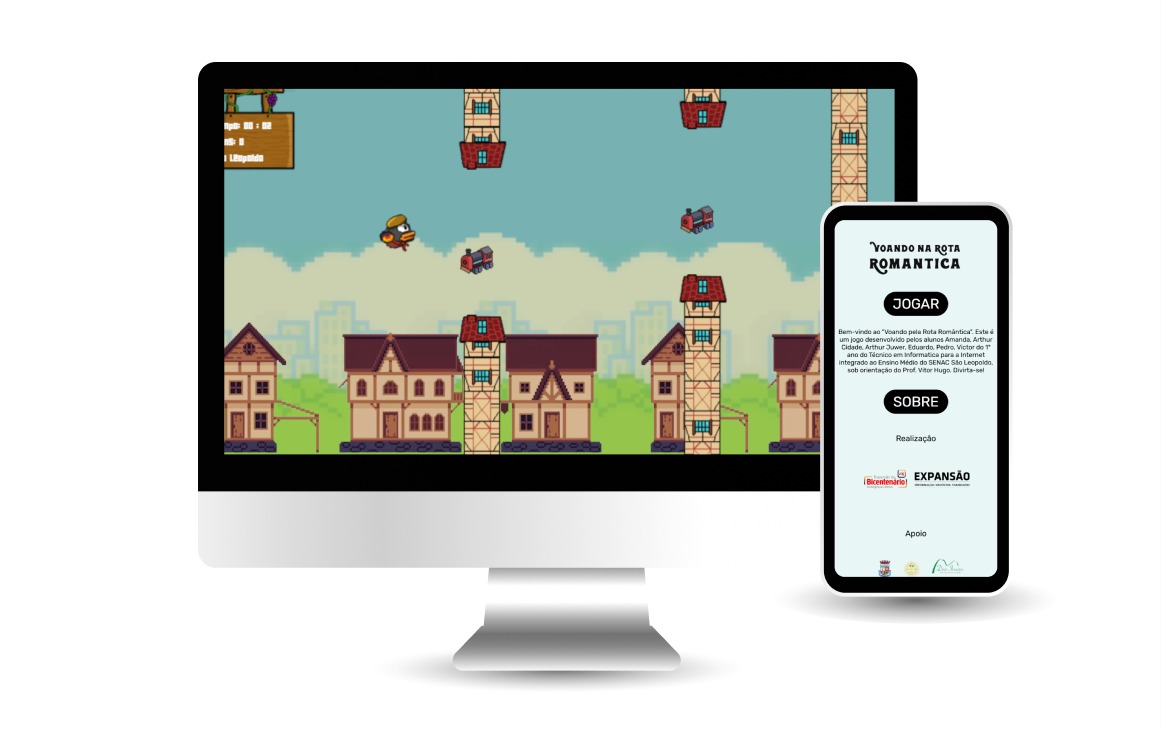 mpo: 00 : 02
ns: 0
o Leopoldo
VOANDO NA ROTA
ROMANTICA
JOGAR
Bem-vindo ao "Voando pela Rota Romântica". Este é
um jogo desenvolvido pelos alunos Amanda, Arthur
Cidade, Arthur Juwer, Eduardo, Pedro, Victor do 1°
ano do Técnico em Informatica para a Internet
integrado ao Ensino Médio do SENAC São Leopoldo,
sob orientação do Prof. Vitor Hugo. Divirta-se!
SOBRE
Realização
Bicentenário!
EXPANSÃO
Apoio